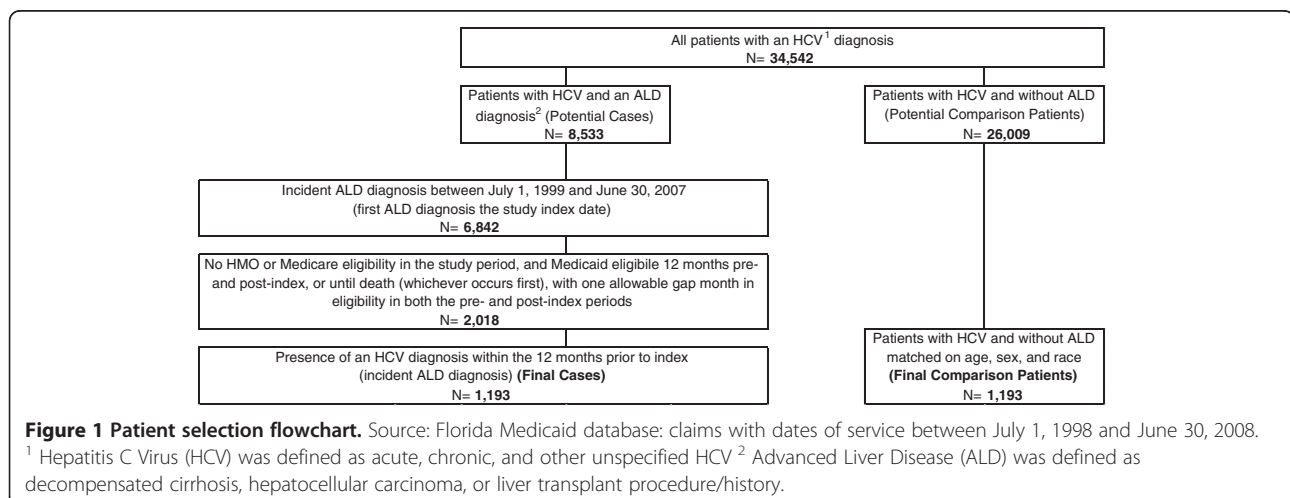 All patients with an HCV1 diagnosis
N= 34,542
Patients with HCV and an ALD
diagnosis2 (Potential Cases)
N= 8,533
Patients with HCV and without ALD
(Potential Comparison Patients)
N= 26,009
Incident ALD diagnosis between July 1, 1999 and June 30, 2007
(first ALD diagnosis the study index date)
N= 6,842
No HMO or Medicare eligibility in the study period, and Medicaid eligibile 12 months pre-
and post-index, or until death (whichever occurs first), with one allowable gap month in
eligibility in both the pre- and post-index periods
N= 2,018
Presence of an HCV diagnosis within the 12 months prior to index
(incident ALD diagnosis) (Final Cases)
N= 1,193
Patients with HCV and without ALD
matched on age, sex, and race
(Final Comparison Patients)
N= 1,193
Figure 1 Patient selection flowchart. Source: Florida Medicaid database: claims with dates of service between July 1, 1998 and June 30, 2008.
1 Hepatitis C Virus (HCV) was defined as acute, chronic, and other unspecified HCV 2 Advanced Liver Disease (ALD) was defined as
decompensated cirrhosis, hepatocellular carcinoma, or liver transplant procedure/history.